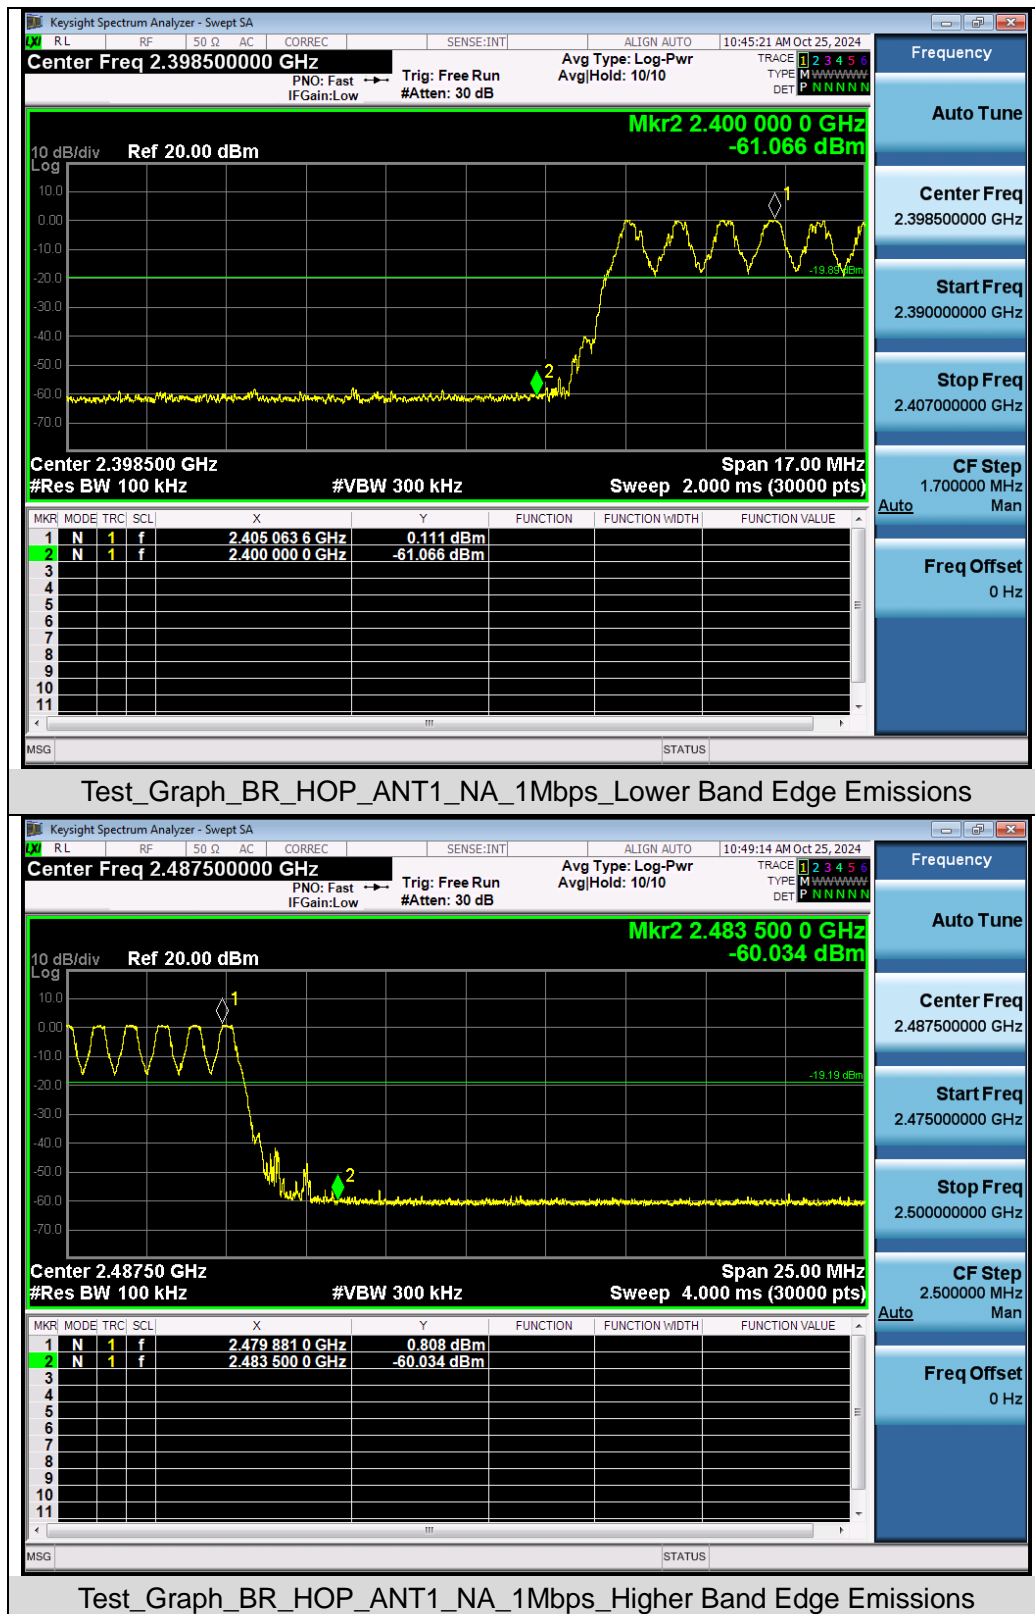 Keysight Spectrum Analyzer - Swept SA
LXI RL RF 50 Ω AC CORREC SENSE:INT ALIGN AUTO 10:45:21 AM Oct 25, 2024
Center Freq 2.398500000 GHz Avg Type: Log-Pwr TRACE 1 2 3 4 5 6
PNO: Fast Trig: Free Run Avg|Hold: 10/10 TYPE M WWWWW
IFGain:Low #Atten: 30 dB DET P N N N N N
Mkr2 2.400 000 0 GHz
-61.066 dBm
10 dB/div Ref 20.00 dBm
Log
10.0
0.00
-10.0
-20.0
-30.0
-40.0
-50.0
-60.0
-70.0
1
-19.89 dBm
2
Center 2.398500 GHz Span 17.00 MHz
#Res BW 100 kHz #VBW 300 kHz Sweep 2.000 ms (30000 pts)
MKR MODE TRC SCL X Y FUNCTION FUNCTION WIDTH FUNCTION VALUE
1 N 1 f 2.405 063 6 GHz 0.111 dBm
2 N 1 f 2.400 000 0 GHz -61.066 dBm
3
4
5
6
7
8
9
10
11
MSG STATUS
Frequency
Auto Tune
Center Freq
2.398500000 GHz
Start Freq
2.390000000 GHz
Stop Freq
2.407000000 GHz
CF Step
1.700000 MHz
Auto Man
Freq Offset
0 Hz
Test_Graph_BR_HOP_ANT1_NA_1Mbps_Lower Band Edge Emissions
Keysight Spectrum Analyzer - Swept SA
LXI RL RF 50 Ω AC CORREC SENSE:INT ALIGN AUTO 10:49:14 AM Oct 25, 2024
Center Freq 2.487500000 GHz Avg Type: Log-Pwr TRACE 1 2 3 4 5 6
PNO: Fast Trig: Free Run Avg|Hold: 10/10 TYPE M WWWWW
IFGain:Low #Atten: 30 dB DET P N N N N N
Mkr2 2.483 500 0 GHz
-60.034 dBm
10 dB/div Ref 20.00 dBm
Log
10.0
0.00
-10.0
-20.0
-30.0
-40.0
-50.0
-60.0
-70.0
1
-19.19 dBm
2
Center 2.48750 GHz Span 25.00 MHz
#Res BW 100 kHz #VBW 300 kHz Sweep 4.000 ms (30000 pts)
MKR MODE TRC SCL X Y FUNCTION FUNCTION WIDTH FUNCTION VALUE
1 N 1 f 2.479 881 0 GHz 0.808 dBm
2 N 1 f 2.483 500 0 GHz -60.034 dBm
3
4
5
6
7
8
9
10
11
MSG STATUS
Frequency
Auto Tune
Center Freq
2.487500000 GHz
Start Freq
2.475000000 GHz
Stop Freq
2.500000000 GHz
CF Step
2.500000 MHz
Auto Man
Freq Offset
0 Hz
Test_Graph_BR_HOP_ANT1_NA_1Mbps_Higher Band Edge Emissions